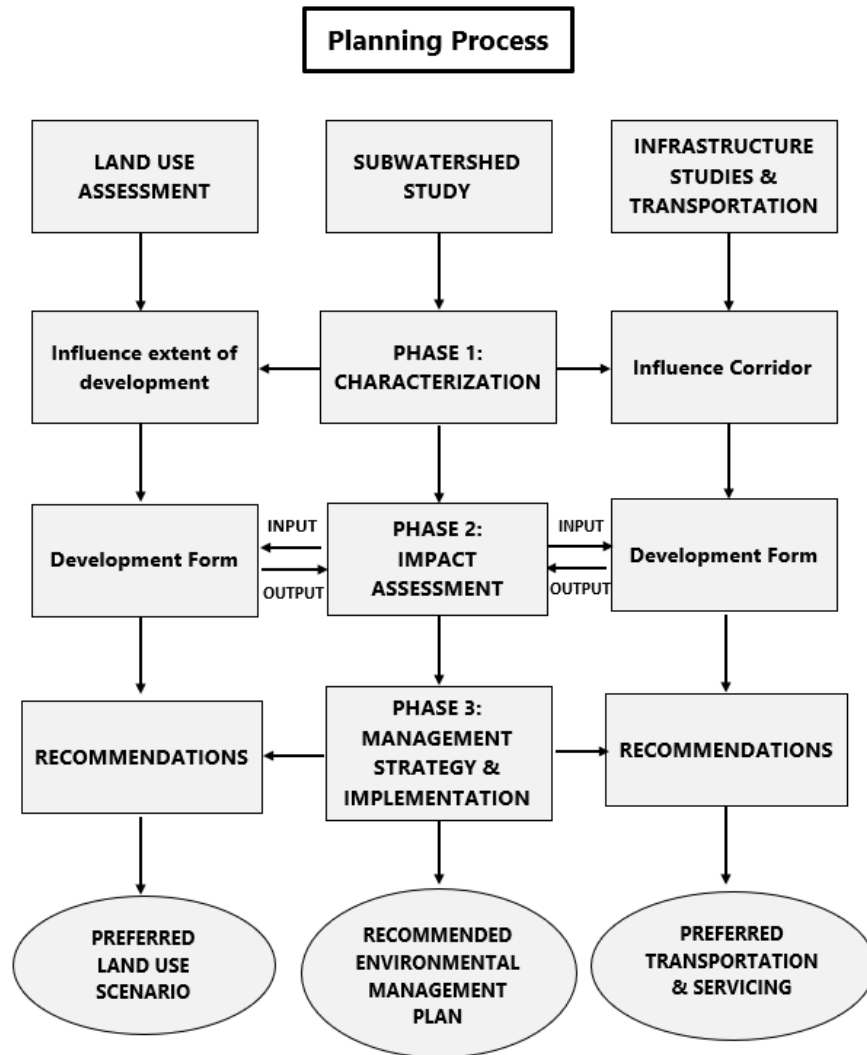 Planning Process
LAND USE
ASSESSMENT
SUBWATERSHED
STUDY
INFRASTRUCTURE
STUDIES &
TRANSPORTATION
Influence extent of
development
PHASE 1:
CHARACTERIZATION
Influence Corridor
Development Form
INPUT
OUTPUT
PHASE 2:
IMPACT
ASSESSMENT
INPUT
OUTPUT
Development Form
RECOMMENDATIONS
PHASE 3:
MANAGEMENT
STRATEGY &
IMPLEMENTATION
RECOMMENDATIONS
PREFERRED
LAND USE
SCENARIO
RECOMMENDED
ENVIRONMENTAL
MANAGEMENT
PLAN
PREFERRED
TRANSPORTATION
& SERVICING